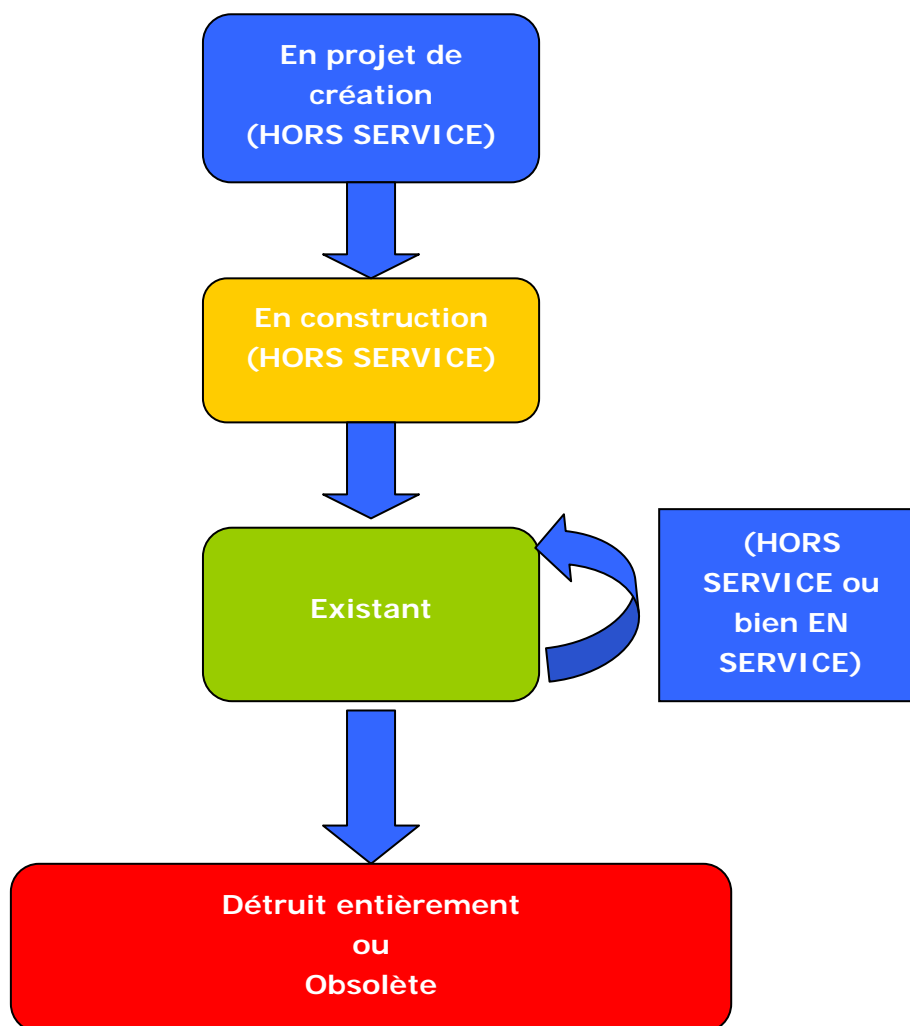 En projet de
création
(HORS SERVICE)
En construction
(HORS SERVICE)
Existant
(HORS
SERVICE ou
bien EN
SERVICE)
Détruit entièrement
ou
Obsolète